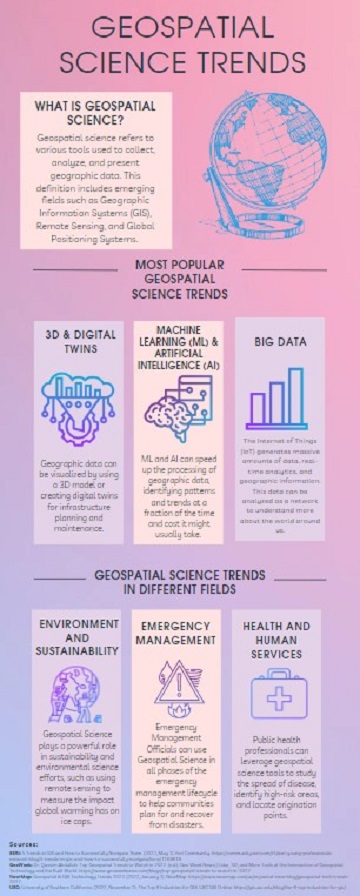 GEOSPATIAL
SCIENCE TRENDS
WHAT IS GEOSPATIAL
SCIENCE?
Geospatial science refers to
various tools used to collect,
analyze, and present
geographic data. This
definition includes emerging
fields such as Geographic
Information Systems (GIS),
Remote Sensing, and Global
Positioning Systems.
MOST POPULAR
GEOSPATIAL
SCIENCE TRENDS
3D & DIGITAL
TWINS
Geographic data can
be visualized by using
a 3D model or
creating digital twins
for infrastructure
planning and
maintenance.
MACHINE
LEARNING (ML) &
ARTIFICIAL
INTELLIGENCE (AI)
ML and AI can speed
up the processing of
geographic data,
identifying patterns
and trends at a
fraction of the time
and cost it might
usually take.
BIG DATA
The Internet of Things
(IoT) generates massive
amounts of data, real-
time analytics, and
geographic information.
This data can be
analyzed as a network
to understand more
about the world around
us.
GEOSPATIAL SCIENCE TRENDS
IN DIFFERENT FIELDS
ENVIRONMENT
AND
SUSTAINABILITY
Geospatial Science
plays a powerful role
in sustainability and
environmental science
efforts, such as using
remote sensing to
measure the impact
global warming has on
ice caps.
EMERGENCY
MANAGEMENT
Emergency
Management
Officials can use
Geospatial Science in
all phases of the
emergency
management lifecycle
to help communities
plan for and recover
from disasters.
HEALTH AND
HUMAN
SERVICES
Public health
professionals can
leverage geospatial
science tools to study
the spread of disease,
identify high-risk areas,
and locate origination
points.
Sources: